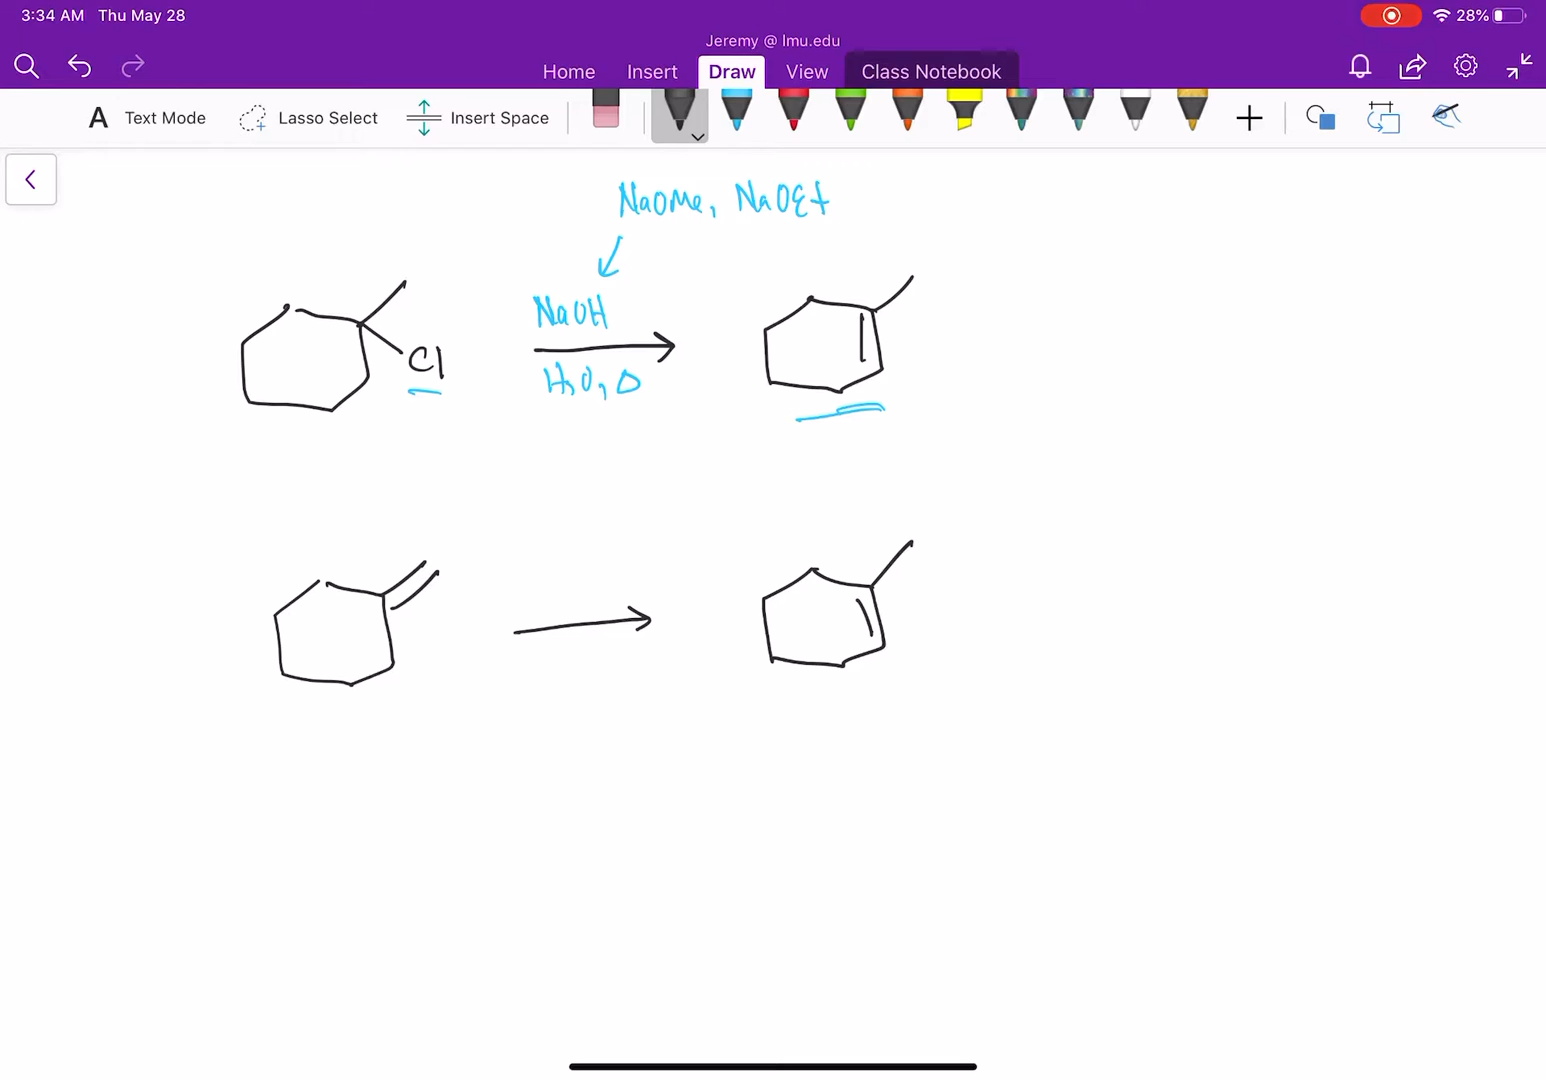 3:34 AM Thu May 28
28%
Jeremy @ lmu.edu
Home Insert Draw View Class Notebook
A Text Mode Lasso Select Insert Space
NaOMe, NaOEt
NaOH
Cl
H₂O, Δ